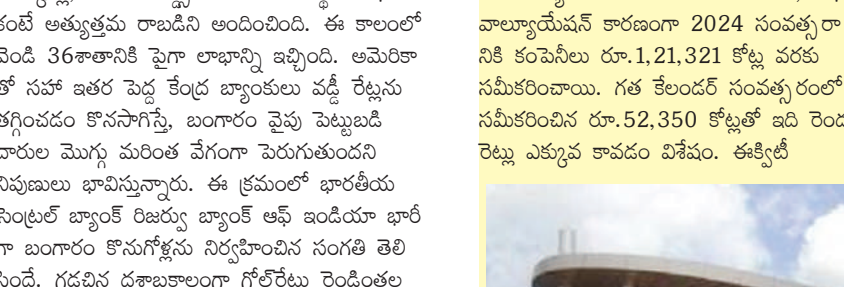 కంటే అత్యుత్తమ రాబడిని అందించింది. ఈ కాలంలో
వెండి 36శాతానికి పైగా లాభాన్ని ఇచ్చింది. అమెరికా
తో సహా ఇతర పెద్ద కేంద్ర బ్యాంకులు వడ్డీ రేట్లను
తగ్గించడం కొనసాగిస్తే, బంగారం వైపు పెట్టుబడి
దారుల మొగ్గు మరింత వేగంగా పెరుగుతుందని
నిపుణులు భావిస్తున్నారు. ఈ క్రమంలో భారతీయ
సెంట్రల్ బ్యాంక్ రిజర్వు బ్యాంక్ ఆఫ్ ఇండియా భారీ
గా బంగారం కొనుగోళ్లను నిర్వహించిన సంగతి తెలి
సిందే. గడచిన దశాబ్దకాలంగా గోల్డ్‌రేటు రెండింతల
వాల్యూయేషన్ కారణంగా 2024 సంవత్సరా
నికి కంపెనీలు రూ.1,21,321 కోట్ల వరకు
సమీకరించాయి. గత కేలండర్ సంవత్సరంలో
సమీకరించిన రూ.52,350 కోట్లతో ఇది రెండు
రెట్లు ఎక్కువ కావడం విశేషం. ఈక్విటీ